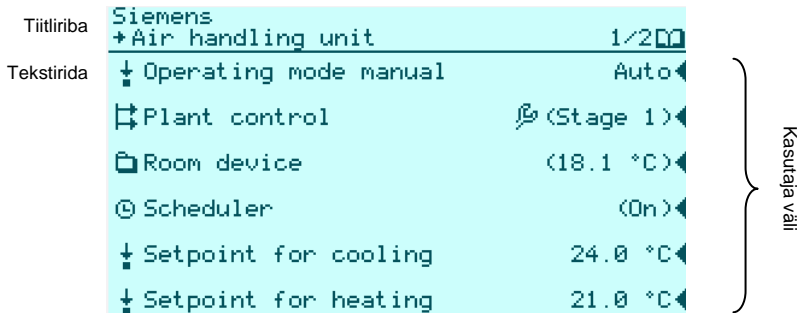 Tiitliriba
Siemens
Air handling unit 1/2
Tekstirida
Operating mode manual Auto
Plant control (Stage 1)
Room device (18.1 °C)
Scheduler (On)
Setpoint for cooling 24.0 °C
Setpoint for heating 21.0 °C
Kasutaja väli